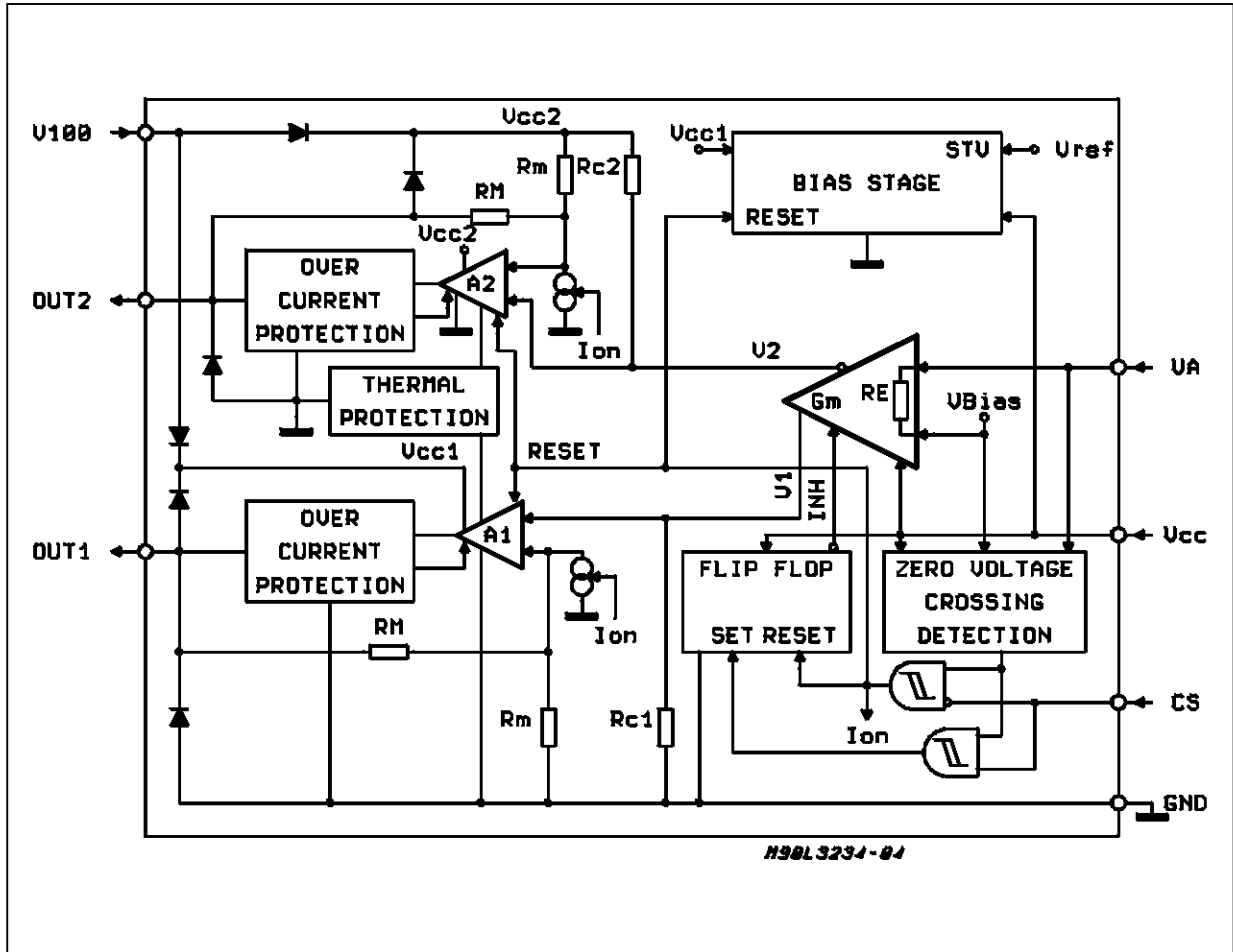 V100
Vcc2
Vcc1
STV
Vref
Rm
Rc2
BIAS STAGE
RM
RESET
Vcc2
OVER
CURRENT
PROTECTION
A2
OUT2
Ion
V2
THERMAL
PROTECTION
RE
Gm
VBias
VA
Vcc1
RESET
V1
INH
OVER
CURRENT
PROTECTION
A1
OUT1
Vcc
FLIP FLOP
SET RESET
ZERO VOLTAGE
CROSSING
DETECTION
Ion
RM
Rm
Rc1
Ion
CS
GND
M90L3234-04